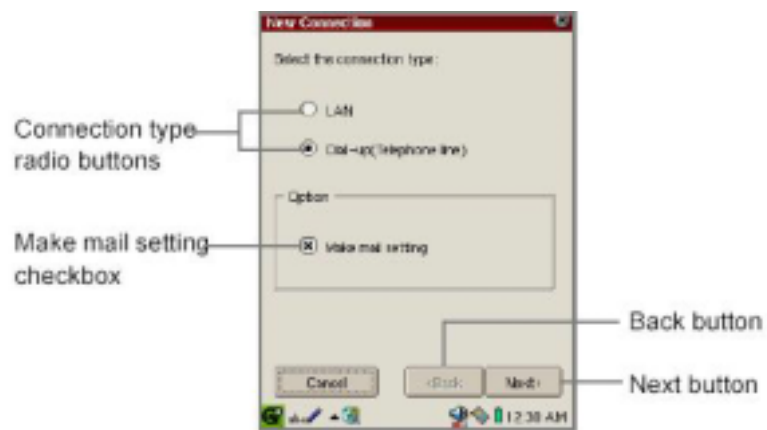 New Connection
Select the connection type:
LAN
Connection type
radio buttons
Dial-up(Telephone line)
Option
Make mail setting
checkbox
Make mail setting
Back button
Cancel
<Back
Next>
Next button
12:38 AM